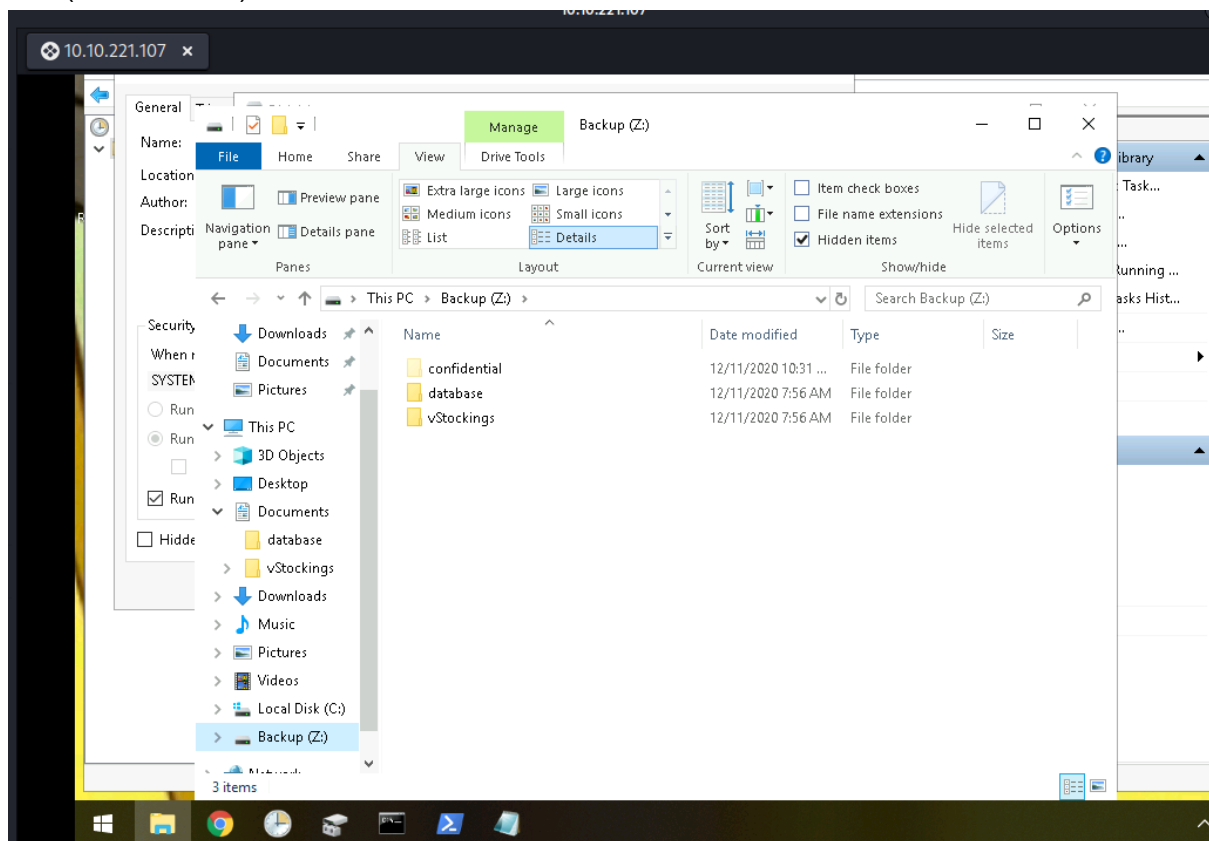 10.10.221.107
10.10.221.107 ×
General
Name:
Location
Author:
Descripti
Security
When r
SYSTEM
Run
Run
Run
Hidde
Manage Backup (Z:)
File Home Share View Drive Tools
Navigation pane
Preview pane
Details pane
Panes
Extra large icons Large icons
Medium icons Small icons
List Details
Layout
Sort by
Current view
Item check boxes
File name extensions
Hidden items
Hide selected items
Show/hide
Options
This PC > Backup (Z:) >
Search Backup (Z:)
Name Date modified Type Size
confidential 12/11/2020 10:31 ... File folder
database 12/11/2020 7:56 AM File folder
vStockings 12/11/2020 7:56 AM File folder
Downloads
Documents
Pictures
This PC
3D Objects
Desktop
Documents
database
vStockings
Downloads
Music
Pictures
Videos
Local Disk (C:)
Backup (Z:)
3 items
ibrary
Task...
...
...
Running ...
asks Hist...
...